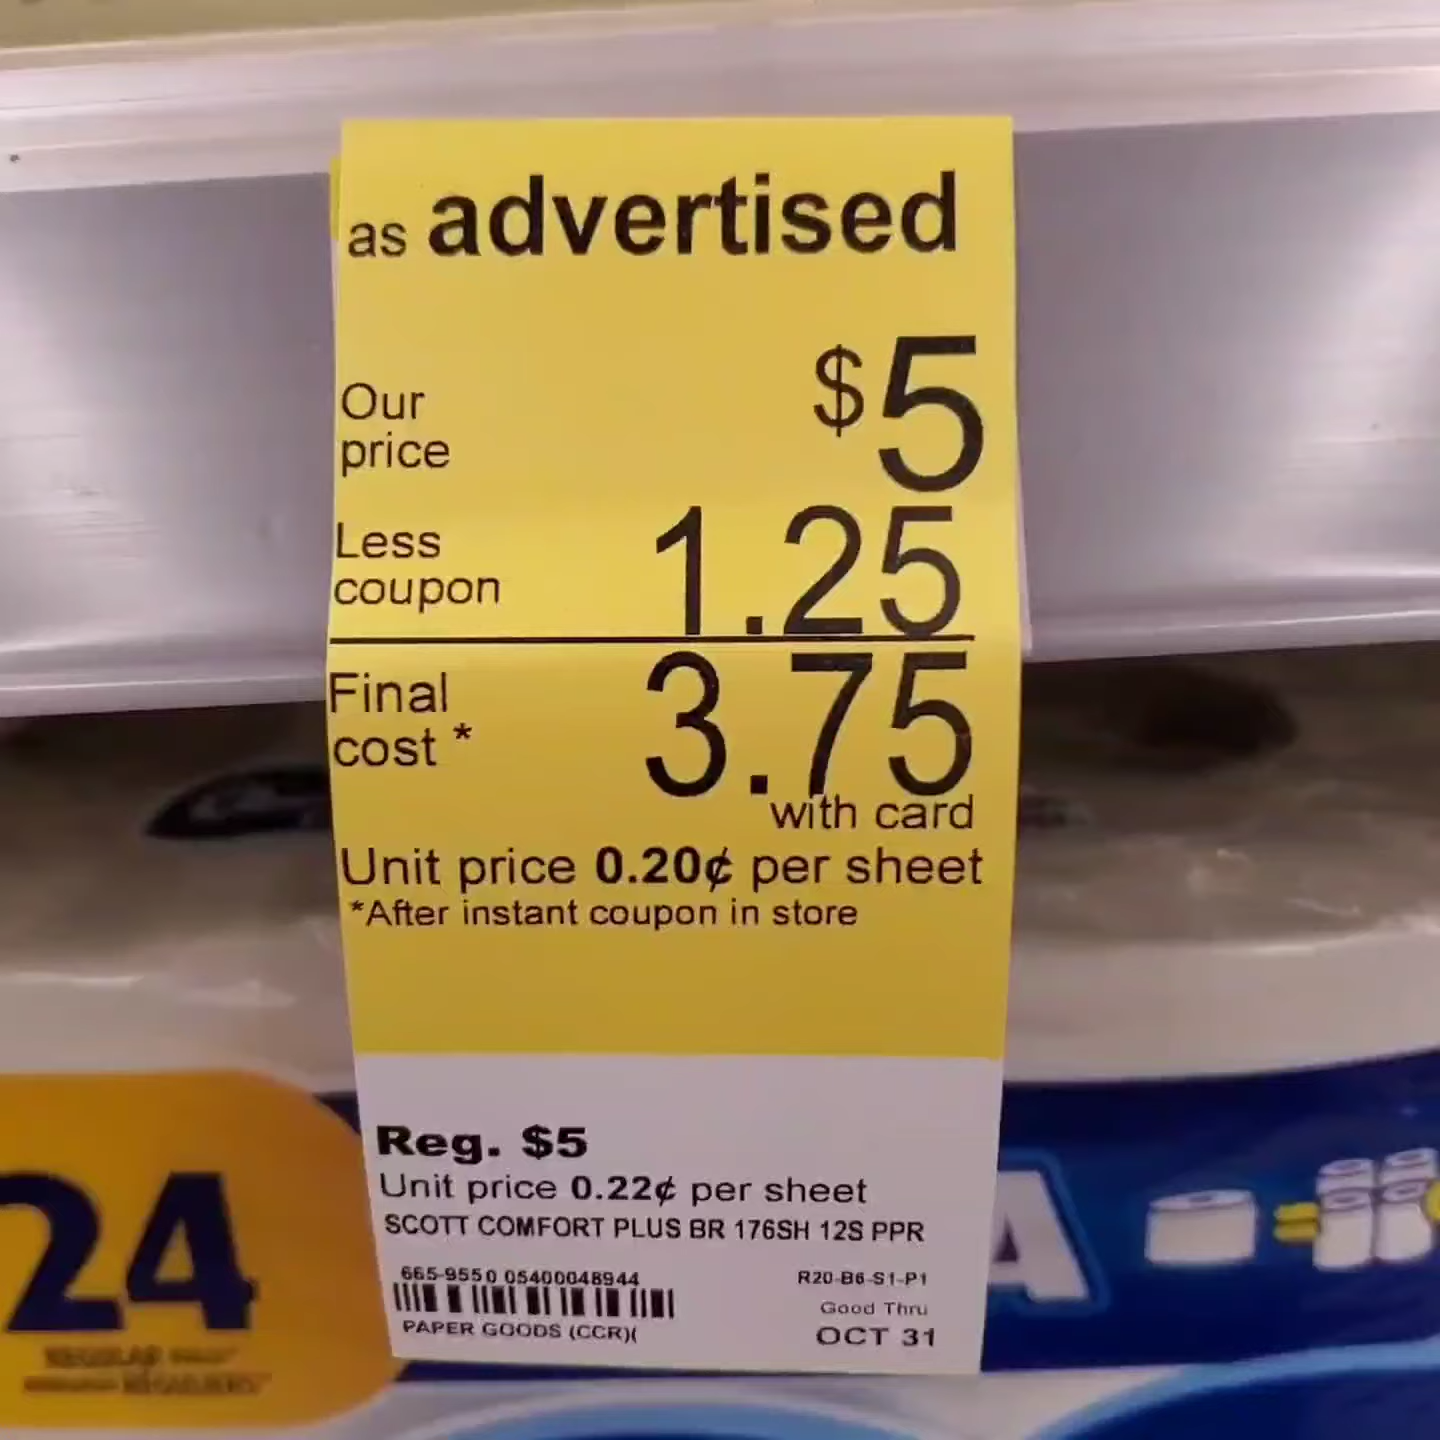 as advertised
Our price $5
Less coupon 1.25
Final cost * 3.75
with card
Unit price 0.20¢ per sheet
*After instant coupon in store
Reg. $5
Unit price 0.22¢ per sheet
SCOTT COMFORT PLUS BR 176SH 12S PPR
665-9550 05400048944 R20-B6-S1-P1
Good Thru
PAPER GOODS (CCR)( OCT 31
24
REGULAR
A
=